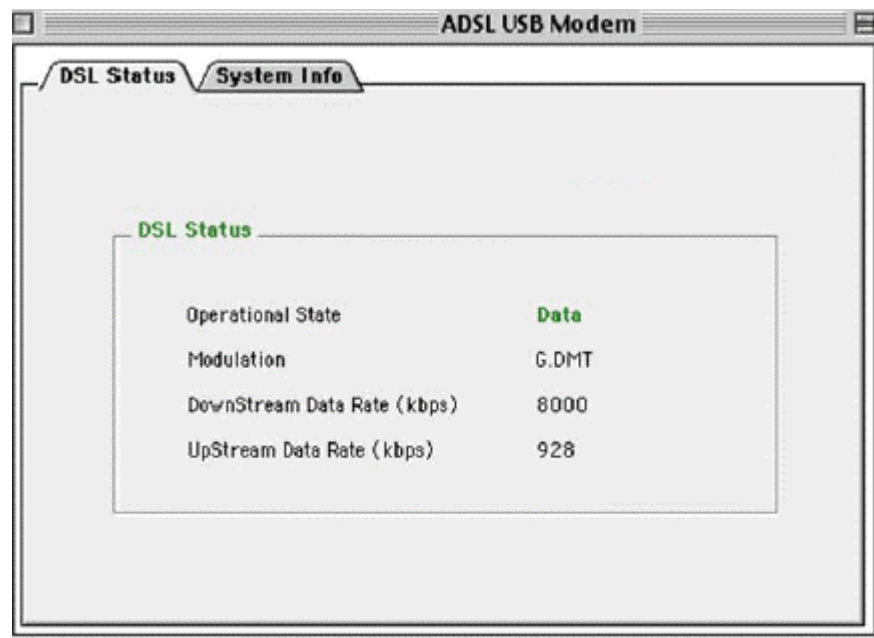 ADSL USB Modem
DSL Status System Info
DSL Status
Operational State Data
Modulation G.DMT
DownStream Data Rate (kbps) 8000
UpStream Data Rate (kbps) 928